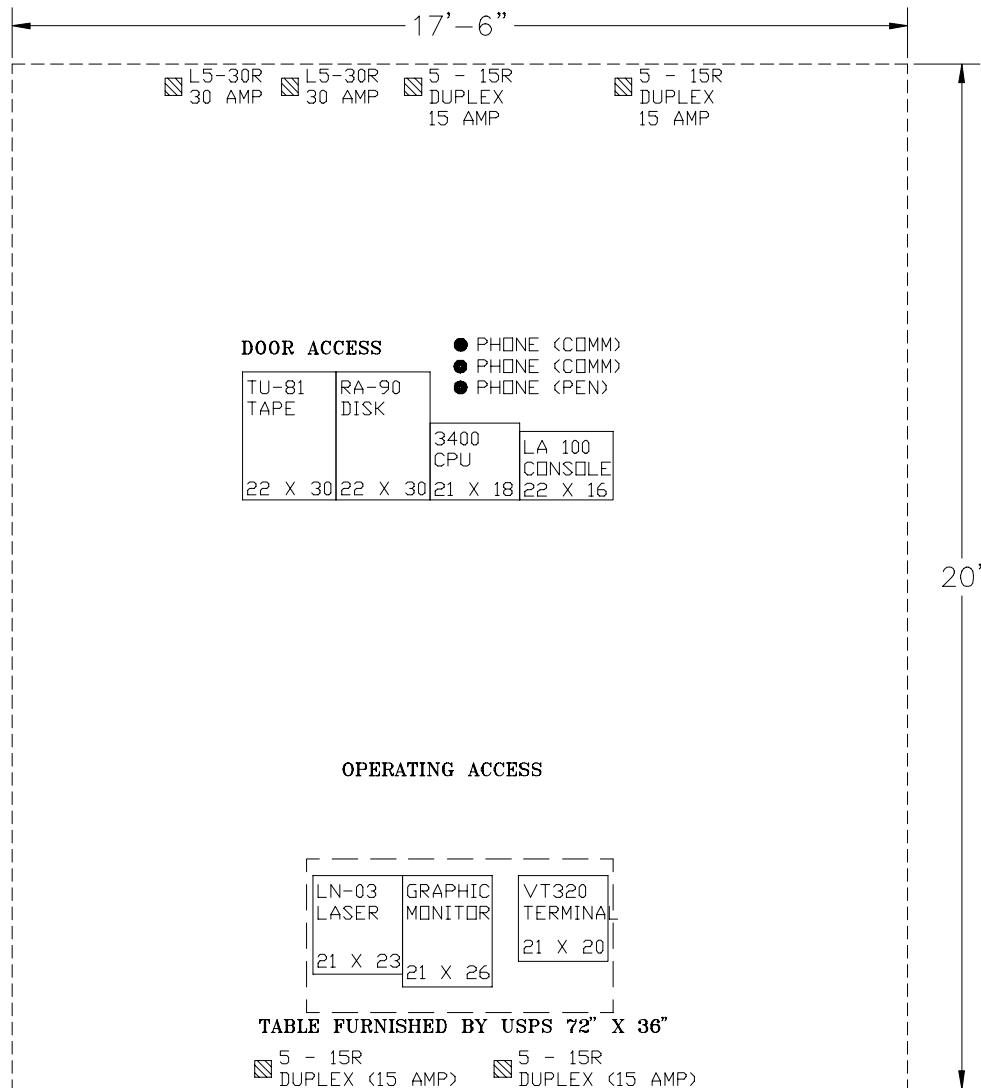 17'-6"
L5-30R
30 AMP
L5-30R
30 AMP
5 - 15R
DUPLEX
15 AMP
5 - 15R
DUPLEX
15 AMP
DOOR ACCESS
PHONE (COMM)
PHONE (COMM)
PHONE (PEN)
TU-81
TAPE
22 X 30
RA-90
DISK
22 X 30
3400
CPU
21 X 18
LA 100
CONSOLE
22 X 16
20'
OPERATING ACCESS
LN-03
LASER
21 X 23
GRAPHIC
MONITOR
21 X 26
VT320
TERMINAL
21 X 20
TABLE FURNISHED BY USPS 72" X 36"
5 - 15R
DUPLEX (15 AMP)
5 - 15R
DUPLEX (15 AMP)